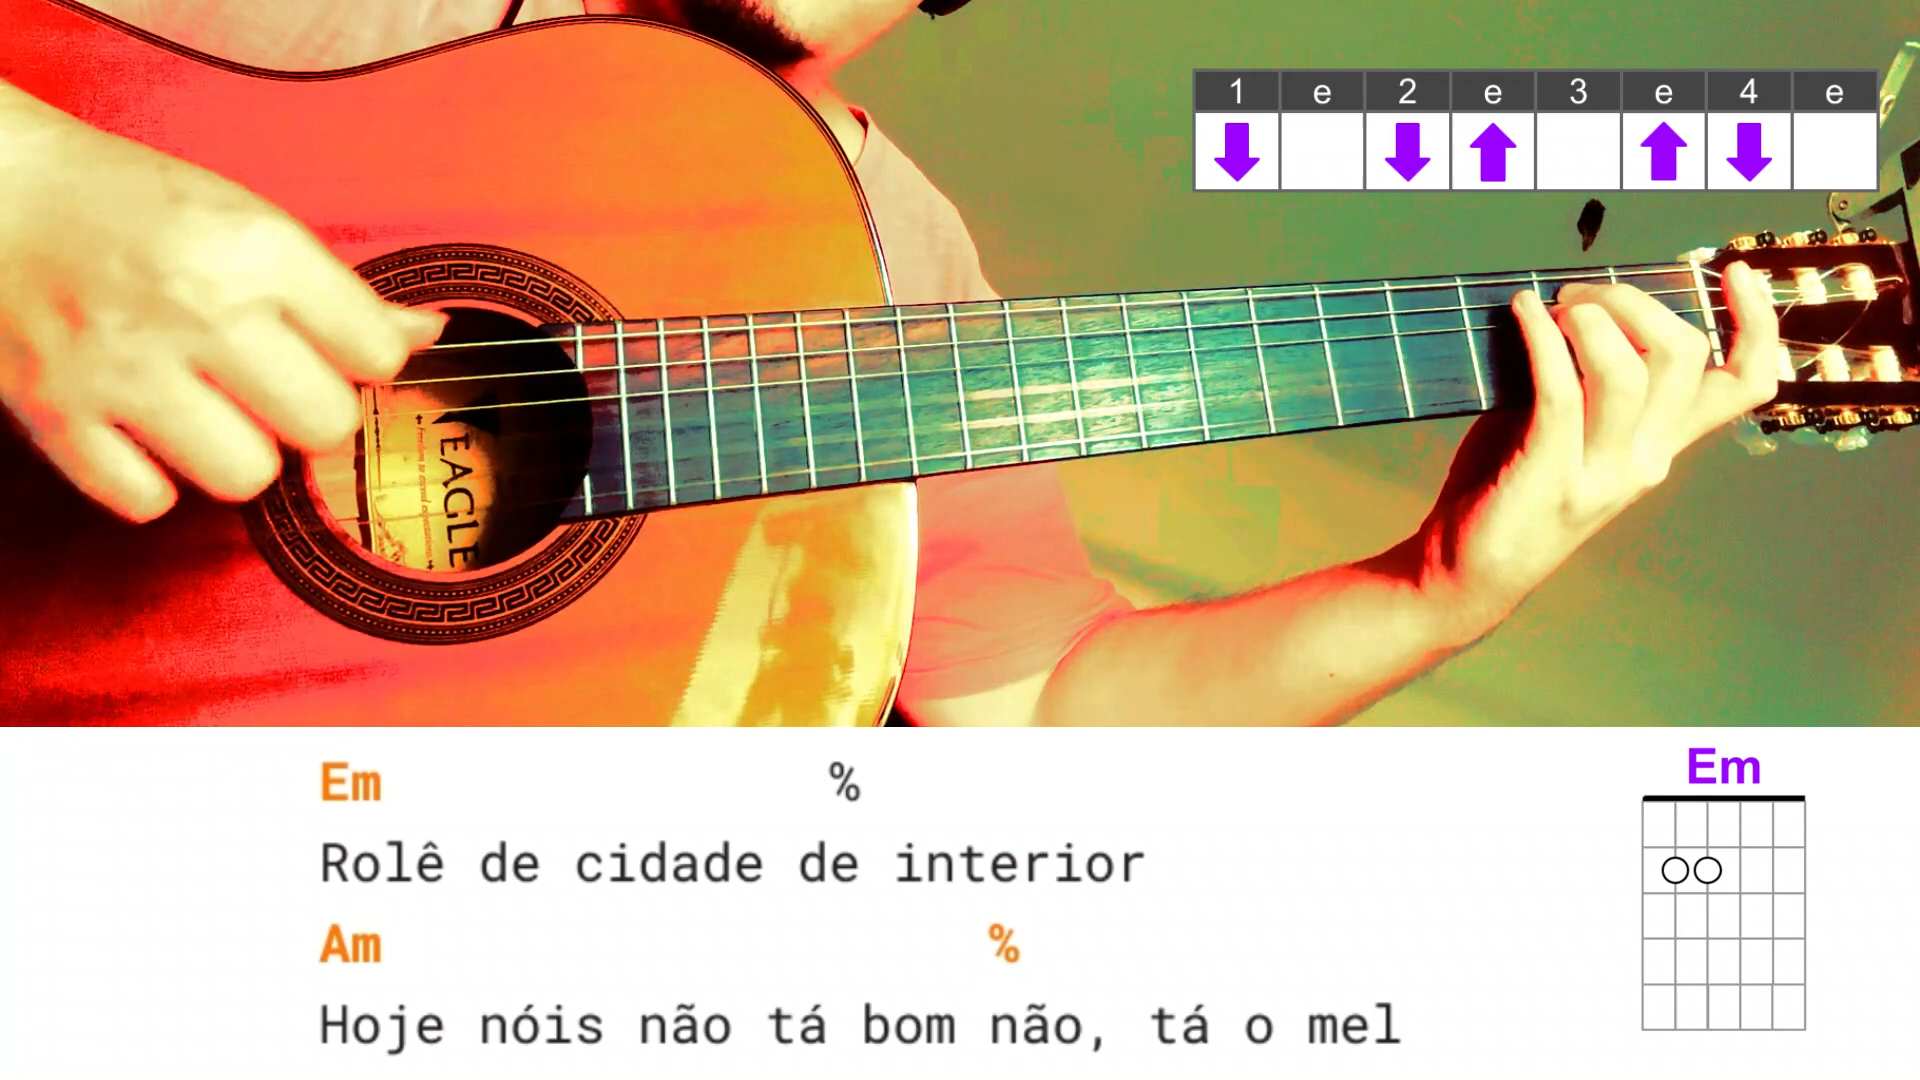 1 e 2 e 3 e 4 e
EAGLE
Em %
Rolê de cidade de interior
Am %
Hoje nóis não tá bom não, tá o mel
Em